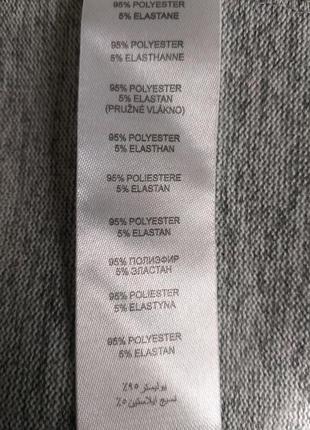 95% POLYESTER
5% ELASTANE
95% POLYESTER
5% ELASTHANNE
95% POLYESTER
5% ELASTAN
(PRUŽNÉ VLÁKNO)
95% POLYESTER
5% ELASTHAN
95% POLIESTERE
5% ELASTAN
95% POLYESTER
5% ELASTAN
95% ПОЛИЭФИР
5% ЭЛАСТАН
95% POLIESTER
5% ELASTYNA
95% POLYESTER
5% ELASTAN
بوليستر ٩٥٪
نسيج ايلاستين ٥٪